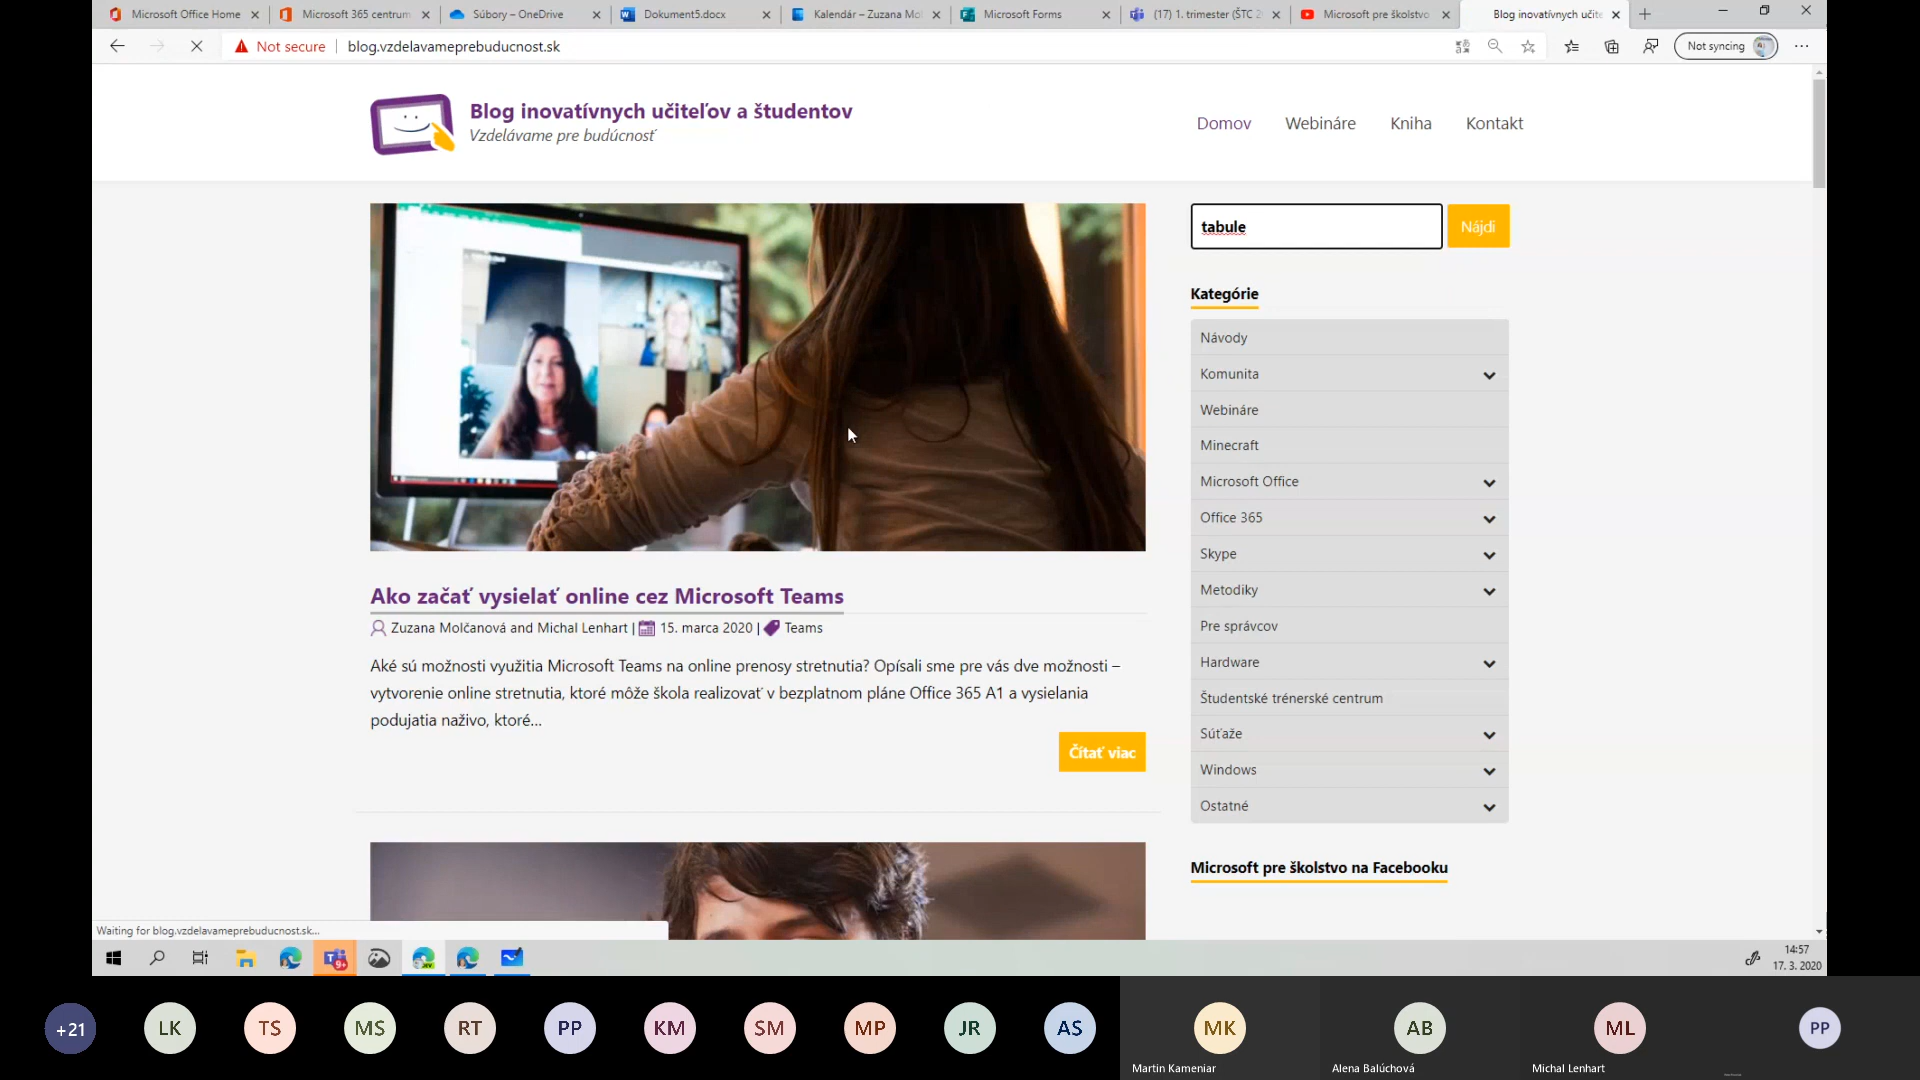 Microsoft Office Home
Microsoft 365 centrum
Súbory – OneDrive
Dokument5.docx
Kalendár – Zuzana Mo
Microsoft Forms
(17) 1. trimester (ŠTC 2
Microsoft pre školstvo
Blog inovatívnych učite
Not secure
blog.vzdelavameprebuducnost.sk
Not syncing
Blog inovatívnych učiteľov a študentov
Vzdelávame pre budúcnosť
Domov
Webináre
Kniha
Kontakt
tabule
Nájdi
Kategórie
Návody
Komunita
Webináre
Minecraft
Microsoft Office
Office 365
Skype
Metodiky
Pre správcov
Hardware
Študentské trénerské centrum
Súťaže
Windows
Ostatné
Microsoft pre školstvo na Facebooku
Ako začať vysielať online cez Microsoft Teams
Zuzana Molčanová and Michal Lenhart | 15. marca 2020 | Teams
Aké sú možnosti využitia Microsoft Teams na online prenosy stretnutia? Opísali sme pre vás dve možnosti –
vytvorenie online stretnutia, ktoré môže škola realizovať v bezplatnom pláne Office 365 A1 a vysielania
podujatia naživo, ktoré...
Čítať viac
Waiting for blog.vzdelavameprebuducnost.sk...
9+
14:57
17. 3. 2020
+21
LK
TS
MS
RT
PP
KM
SM
MP
JR
AS
MK
AB
ML
PP
Martin Kameniar
Alena Balúchová
Michal Lenhart